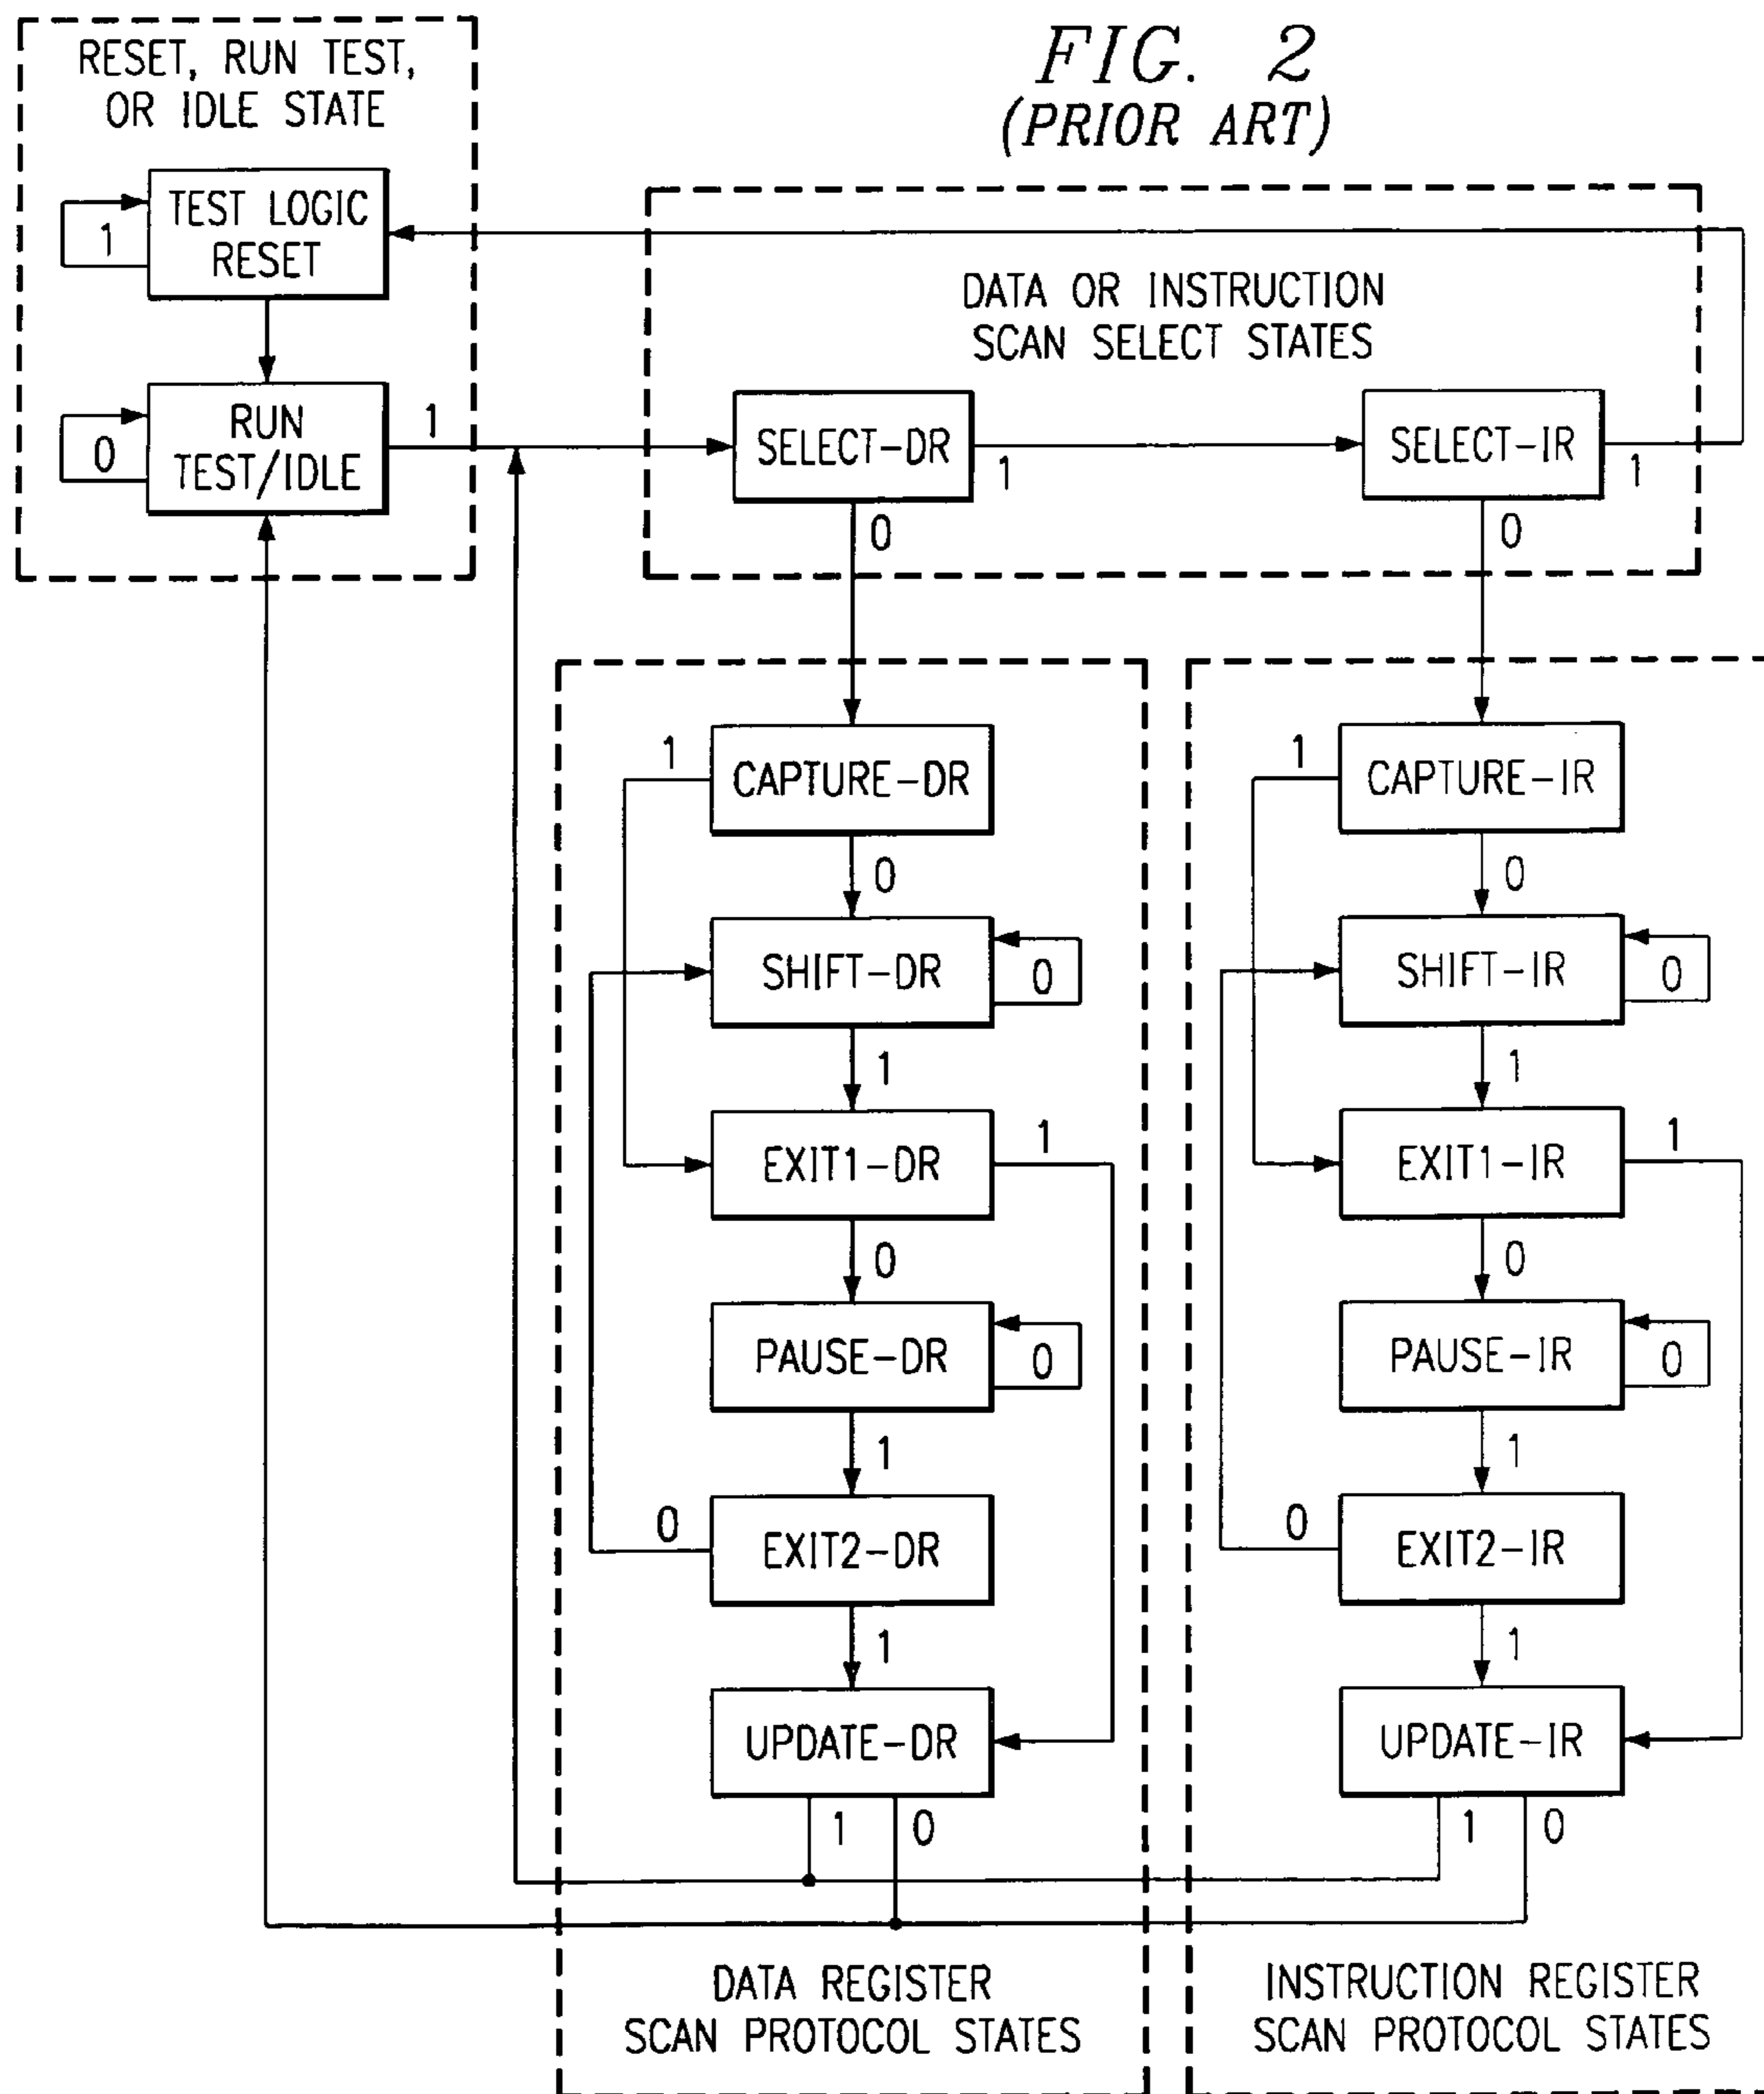 FIG. 2
(PRIOR ART)
RESET, RUN TEST,
OR IDLE STATE
TEST LOGIC
RESET
1
RUN
TEST/IDLE
0
1
DATA OR INSTRUCTION
SCAN SELECT STATES
SELECT-DR
1
0
SELECT-IR
1
0
CAPTURE-DR
1
0
SHIFT-DR
0
1
EXIT1-DR
1
0
PAUSE-DR
0
1
EXIT2-DR
0
1
UPDATE-DR
1
0
DATA REGISTER
SCAN PROTOCOL STATES
CAPTURE-IR
1
0
SHIFT-IR
0
1
EXIT1-IR
1
0
PAUSE-IR
0
1
EXIT2-IR
0
1
UPDATE-IR
1
0
INSTRUCTION REGISTER
SCAN PROTOCOL STATES